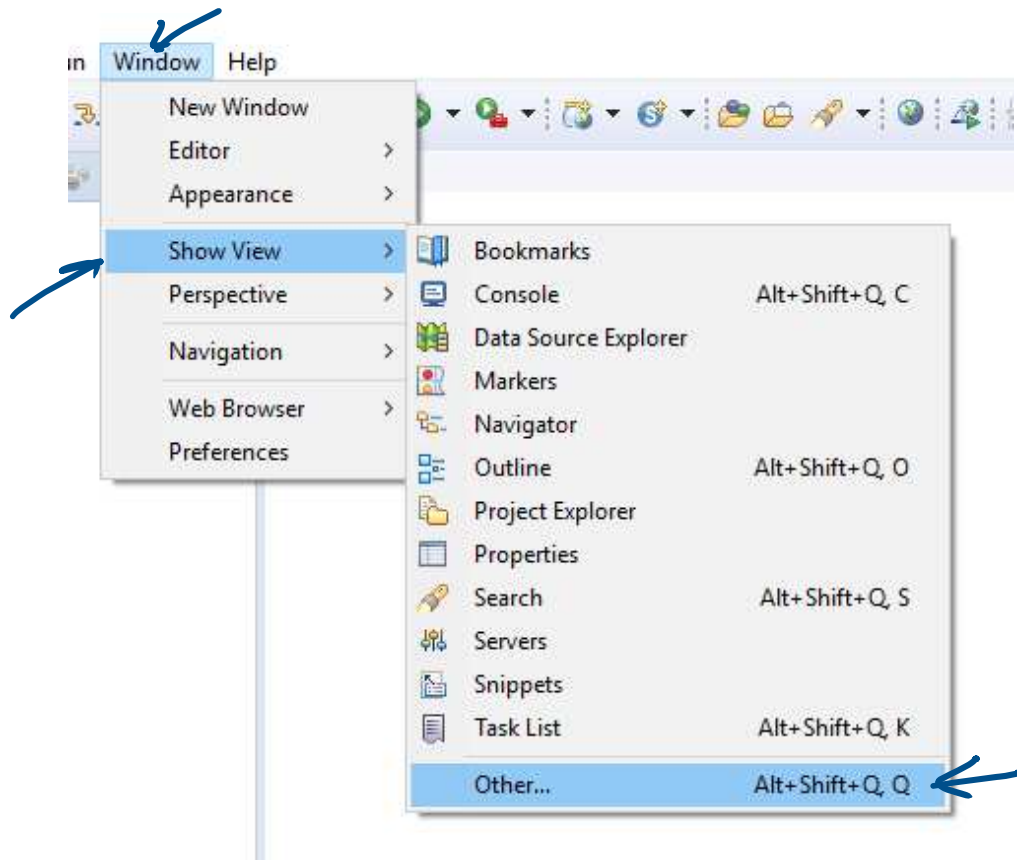 un Window Help
New Window
Editor
Appearance
Show View
Perspective
Navigation
Web Browser
Preferences
Bookmarks
Console Alt+Shift+Q, C
Data Source Explorer
Markers
Navigator
Outline Alt+Shift+Q, O
Project Explorer
Properties
Search Alt+Shift+Q, S
Servers
Snippets
Task List Alt+Shift+Q, K
Other... Alt+Shift+Q, Q